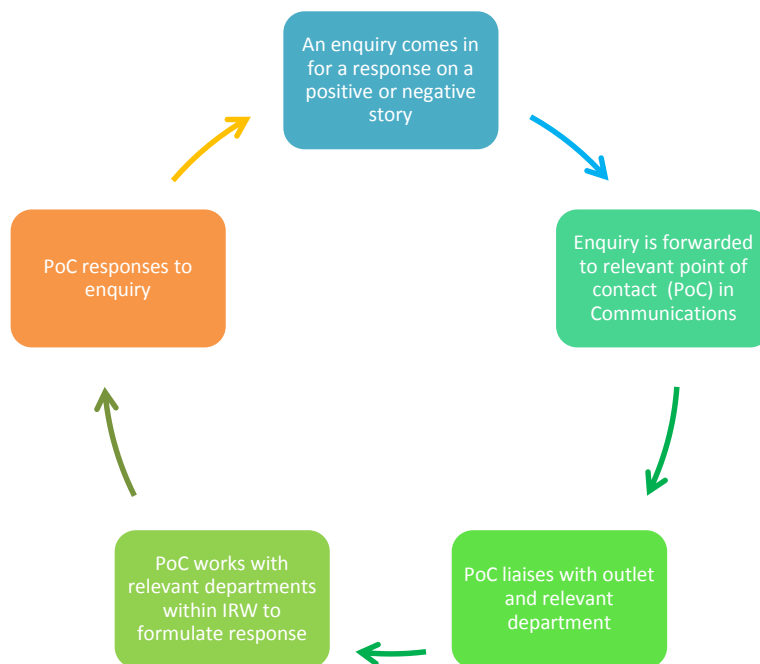 An enquiry comes in
for a response on a
positive or negative
story
Enquiry is forwarded
to relevant point of
contact (PoC) in
Communications
PoC liaises with outlet
and relevant
department
PoC works with
relevant departments
within IRW to
formulate response
PoC responses to
enquiry